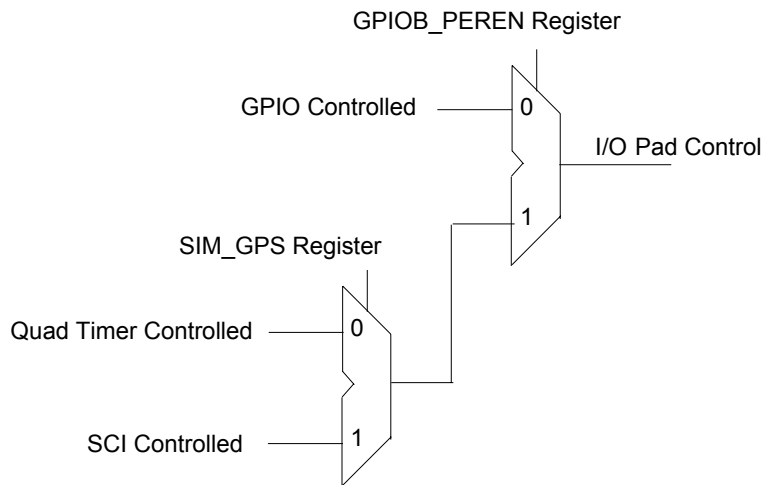 GPIOB_PEREN Register
GPIO Controlled
0
I/O Pad Control
1
SIM_GPS Register
Quad Timer Controlled
0
SCI Controlled
1